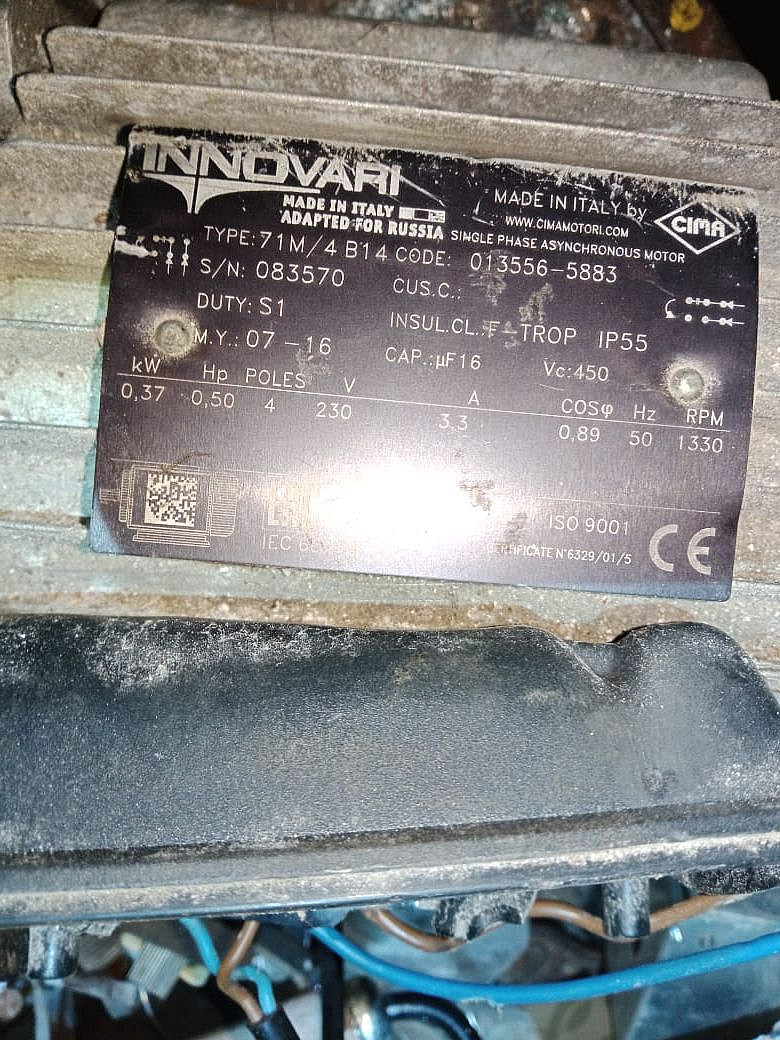 INNOVARI
MADE IN ITALY
ADAPTED FOR RUSSIA
MADE IN ITALY by CIMA
WWW.CIMAMOTORI.COM
SINGLE PHASE ASYNCHRONOUS MOTOR
TYPE: 71M/4 B14 CODE: 013556-5883
S/N: 083570 CUS.C.:
DUTY: S1 INSUL.CL.: F-TROP IP55
M.Y.: 07-16 CAP.:µF16 Vc:450
kW Hp POLES V A COSφ Hz RPM
0,37 0,50 4 230 3,3 0,89 50 1330
IEC
ISO 9001
CERTIFICATE N°6329/01/5
CE